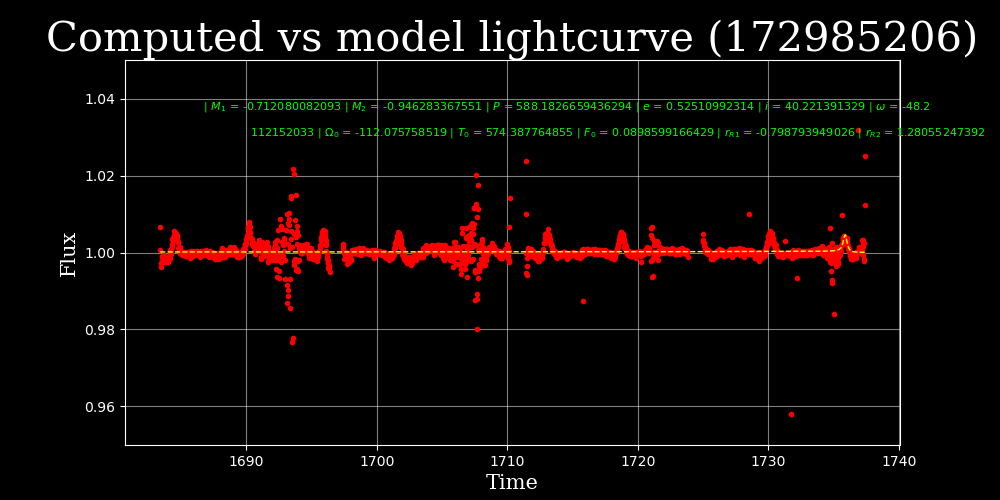 Computed vs model lightcurve (172985206)
| M₁ = -0.712080082093 | M₂ = -0.946283367551 | P = 588.1826659436294 | e = 0.52510992314 | i = 40.221391329 | ω = -48.2
112152033 | Ω₀ = -112.075758519 | T₀ = 574.387764855 | F₀ = 0.0898599166429 | r_R1 = -0.798793949026 | r_R2 = 1.28055247392
1.04
1.02
1.00
0.98
0.96
Flux
1690 1700 1710 1720 1730 1740
Time